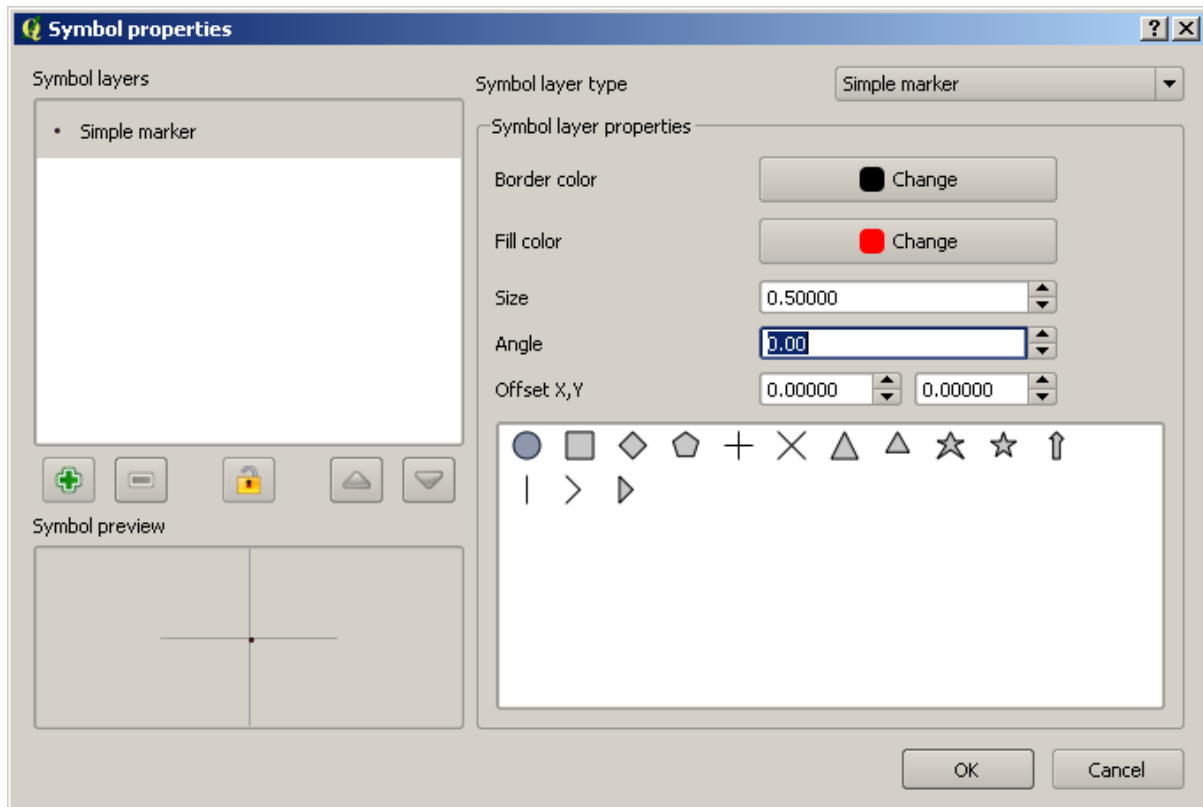 Symbol properties
Symbol layers
Simple marker
Symbol preview
Symbol layer type
Simple marker
Symbol layer properties
Border color
Change
Fill color
Change
Size
0.50000
Angle
0.00
Offset X,Y
0.00000
0.00000
OK
Cancel